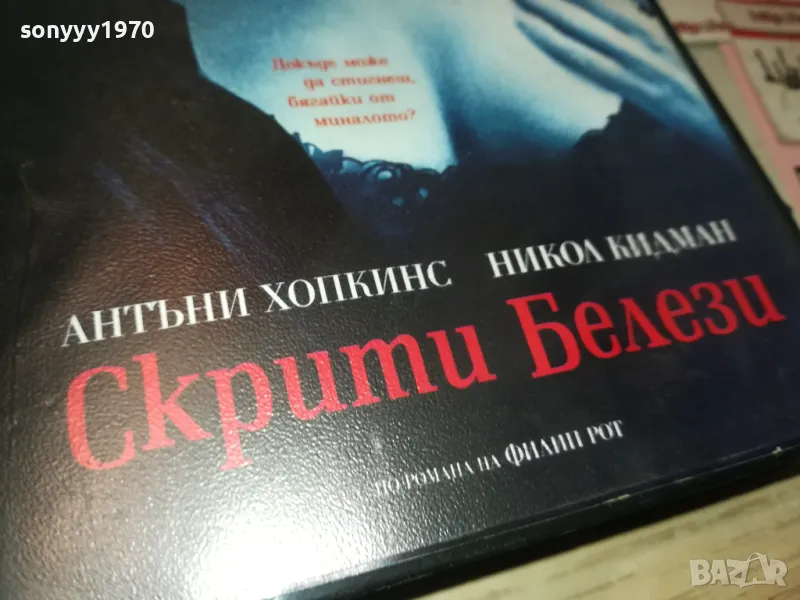 sonyyy1970
Докъде може
да стигнеш,
бягайки от
миналото?
АНТЪНИ ХОПКИНС НИКОЛ КИДМАН
Скрити Белези
ПО РОМАНА НА ФИЛИП РОТ
BAZAR